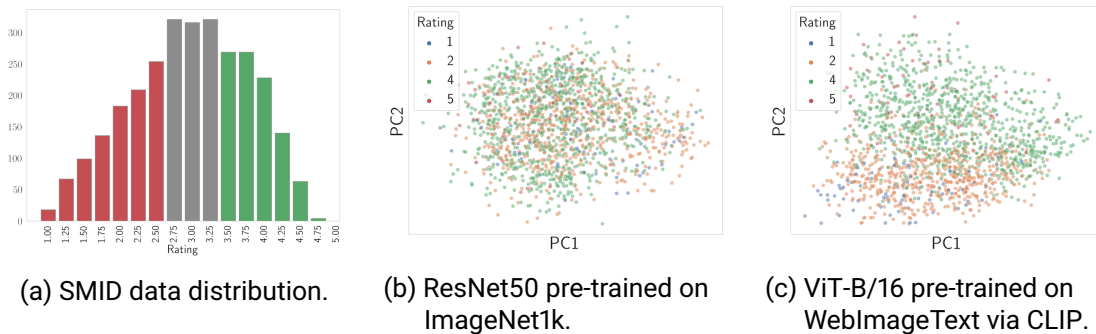 300
250
200
150
100
50
0
1.00
1.25
1.50
1.75
2.00
2.25
2.50
2.75
3.00
3.25
3.50
3.75
4.00
4.25
4.50
4.75
5.00
Rating
(a) SMID data distribution.
Rating
1
2
4
5
PC2
PC1
(b) ResNet50 pre-trained on
ImageNet1k.
Rating
1
2
4
5
PC2
PC1
(c) ViT-B/16 pre-trained on
WebImageText via CLIP.